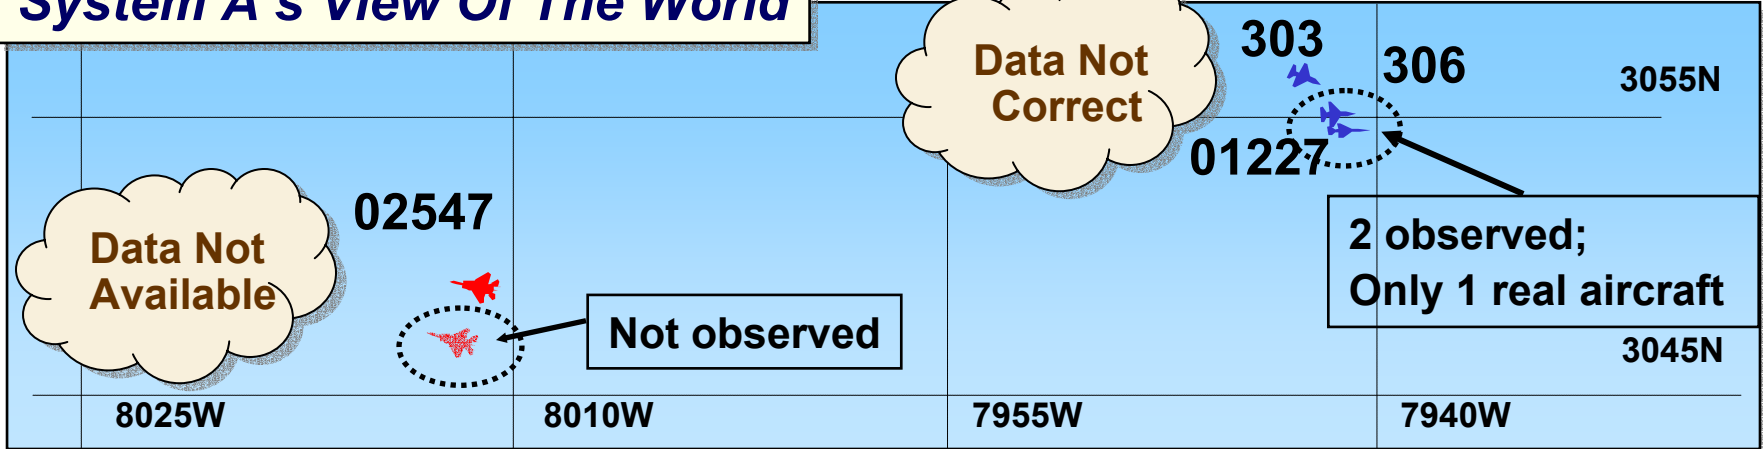 System A's View Of The World
Data Not
Correct
303
306
3055N
01227
02547
Data Not
Available
2 observed;
Only 1 real aircraft
Not observed
3045N
8025W
8010W
7955W
7940W